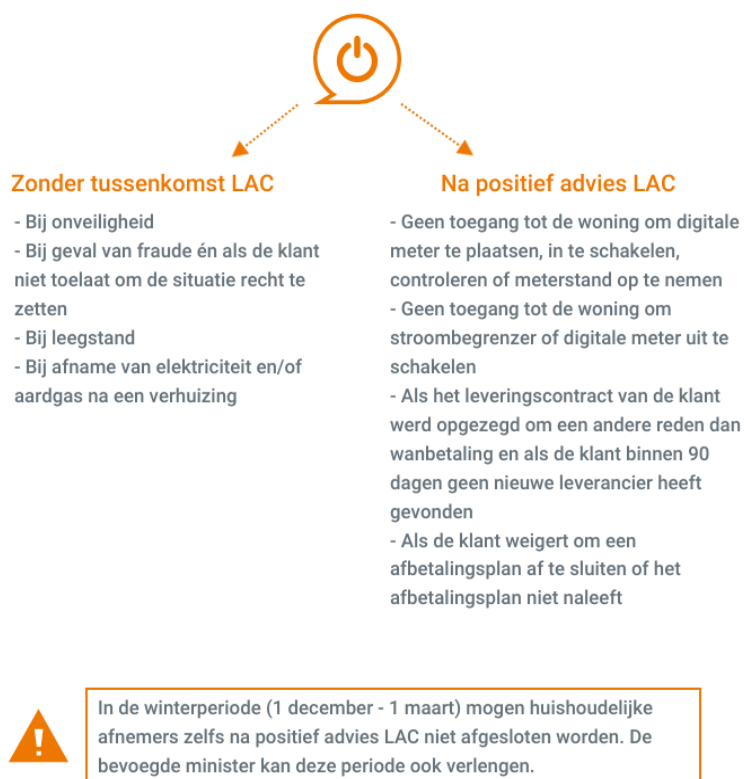 Zonder tussenkomst LAC
- Bij onveiligheid
- Bij geval van fraude én als de klant
niet toelaat om de situatie recht te
zetten
- Bij leegstand
- Bij afname van elektriciteit en/of
aardgas na een verhuizing
Na positief advies LAC
- Geen toegang tot de woning om digitale
meter te plaatsen, in te schakelen,
controleren of meterstand op te nemen
- Geen toegang tot de woning om
stroombegrenzer of digitale meter uit te
schakelen
- Als het leveringscontract van de klant
werd opgezegd om een andere reden dan
wanbetaling en als de klant binnen 90
dagen geen nieuwe leverancier heeft
gevonden
- Als de klant weigert om een
afbetalingsplan af te sluiten of het
afbetalingsplan niet naleeft
In de winterperiode (1 december - 1 maart) mogen huishoudelijke
afnemers zelfs na positief advies LAC niet afgesloten worden. De
bevoegde minister kan deze periode ook verlengen.